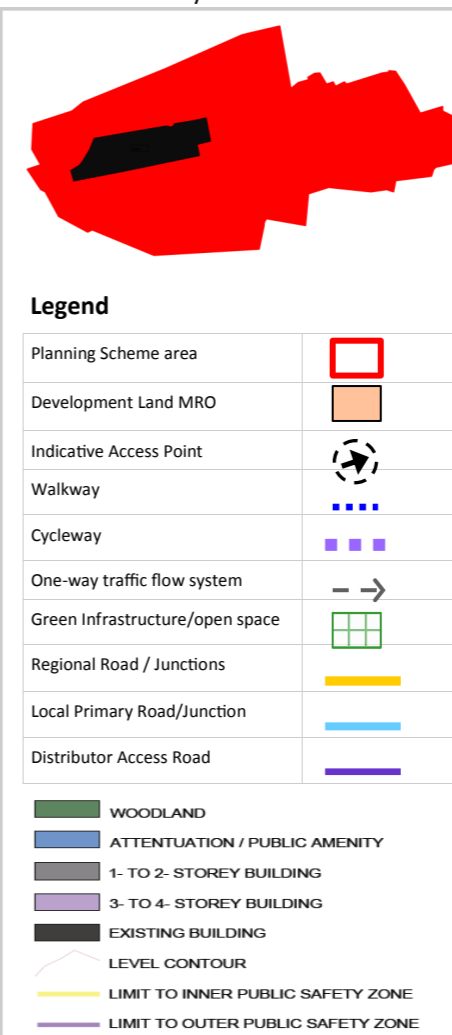 Legend
Planning Scheme area
Development Land MRO
Indicative Access Point
Walkway
Cycleway
One-way traffic flow system
Green Infrastructure/open space
Regional Road / Junctions
Local Primary Road/Junction
Distributor Access Road
WOODLAND
ATTENTUATION / PUBLIC AMENITY
1- TO 2- STOREY BUILDING
3- TO 4- STOREY BUILDING
EXISTING BUILDING
LEVEL CONTOUR
LIMIT TO INNER PUBLIC SAFETY ZONE
LIMIT TO OUTER PUBLIC SAFETY ZONE